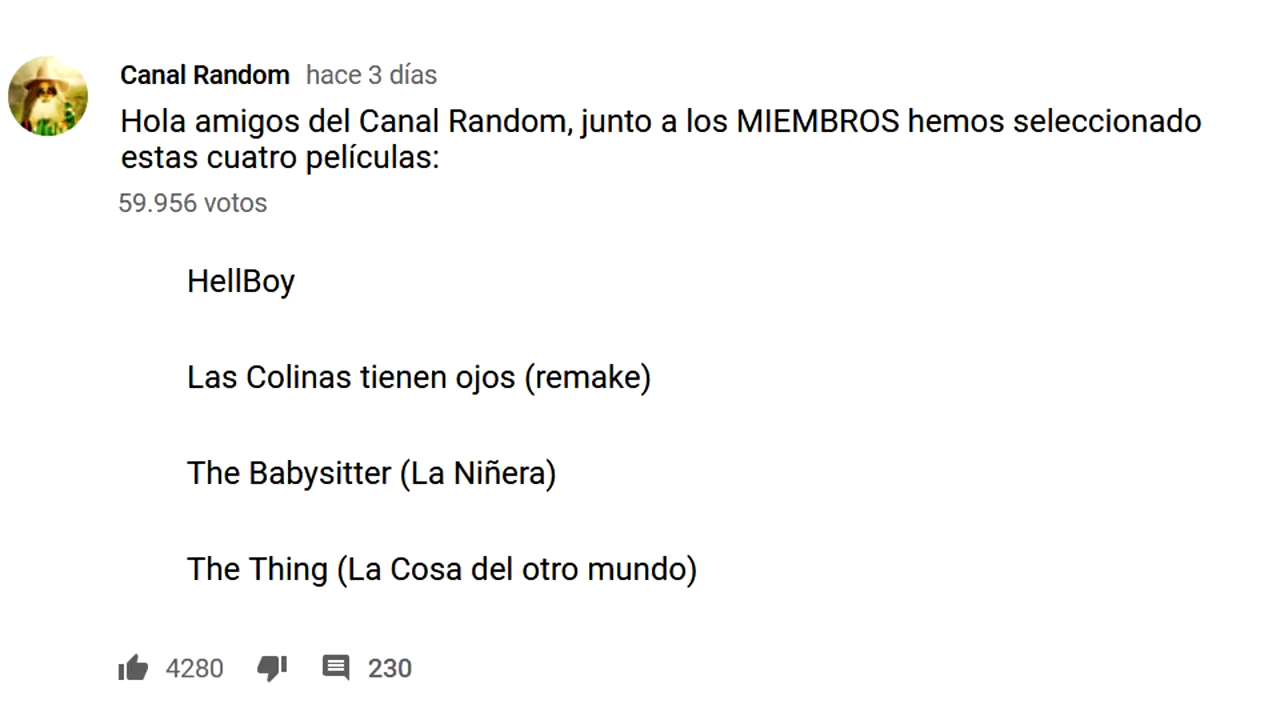 Canal Random hace 3 días
Hola amigos del Canal Random, junto a los MIEMBROS hemos seleccionado
estas cuatro películas:
59.956 votos
HellBoy
Las Colinas tienen ojos (remake)
The Babysitter (La Niñera)
The Thing (La Cosa del otro mundo)
4280 230